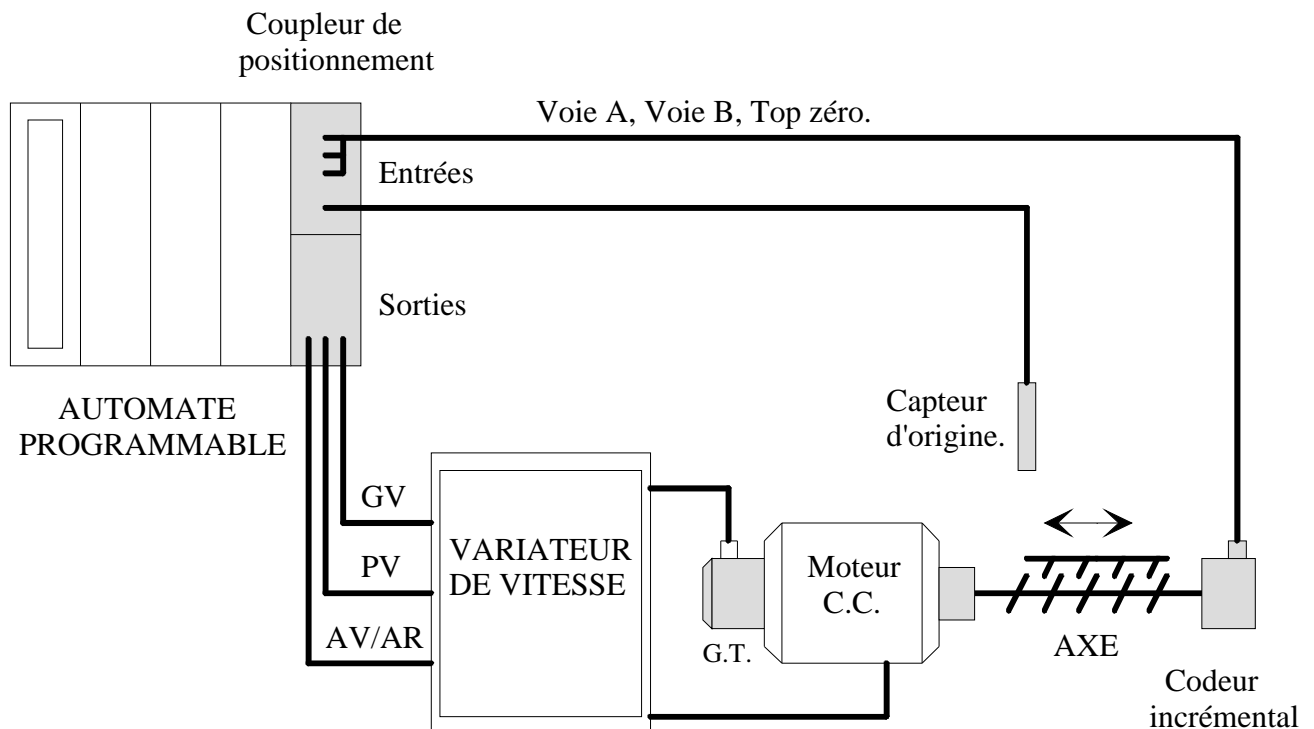 Coupleur de
positionnement
Voie A, Voie B, Top zéro.
Entrées
Sorties
AUTOMATE
PROGRAMMABLE
Capteur
d'origine.
GV
PV
AV/AR
VARIATEUR
DE VITESSE
Moteur
C.C.
G.T.
AXE
Codeur
incrémental